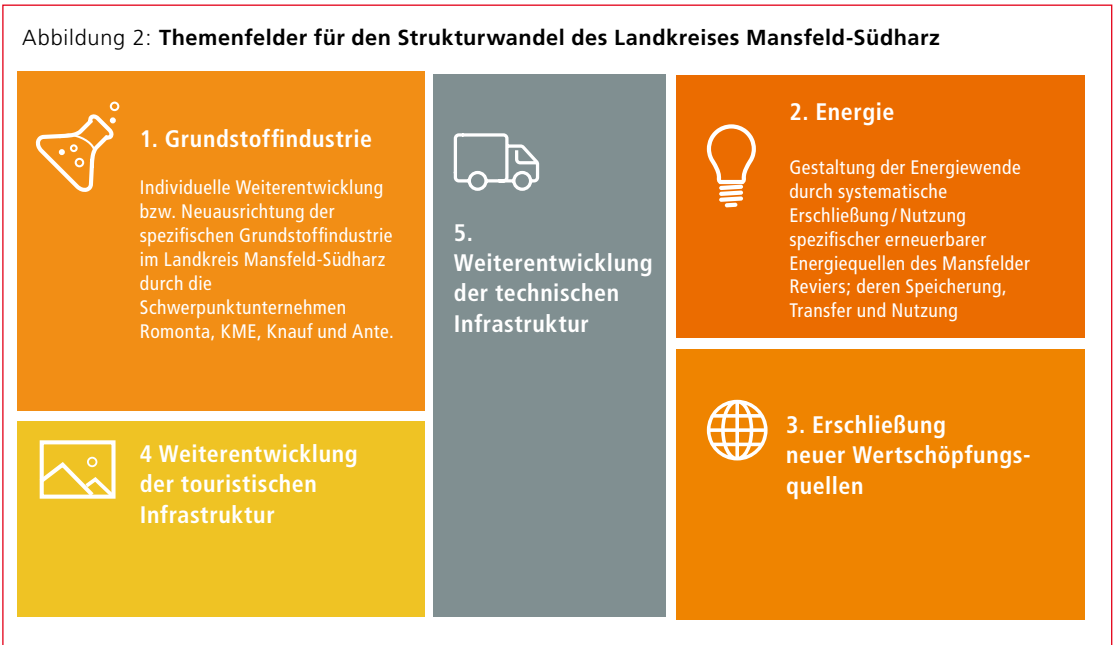 Abbildung 2: Themenfelder für den Strukturwandel des Landkreises Mansfeld-Südharz
1. Grundstoffindustrie
Individuelle Weiterentwicklung
bzw. Neuausrichtung der
spezifischen Grundstoffindustrie
im Landkreis Mansfeld-Südharz
durch die
Schwerpunktunternehmen
Romonta, KME, Knauf und Ante.
2. Energie
Gestaltung der Energiewende
durch systematische
Erschließung/Nutzung
spezifischer erneuerbarer
Energiequellen des Mansfelder
Reviers; deren Speicherung,
Transfer und Nutzung
3. Erschließung
neuer Wertschöpfungs-
quellen
4 Weiterentwicklung
der touristischen
Infrastruktur
5.
Weiterentwicklung
der technischen
Infrastruktur